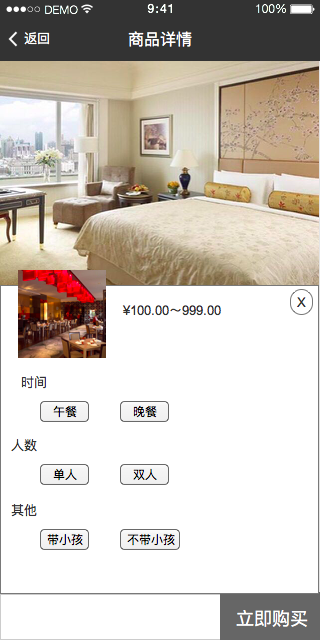 DEMO 9:41 100%
返回 商品详情
X
¥100.00～999.00
时间
午餐 晚餐
人数
单人 双人
其他
带小孩 不带小孩
立即购买